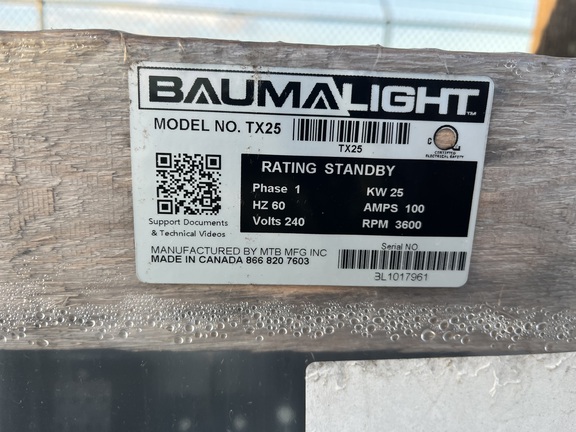 BAUMALIGHT™
MODEL NO. TX25
TX25
C
CERTIFIED
ELECTRICAL SAFETY
RATING STANDBY
Phase 1 KW 25
HZ 60 AMPS 100
Volts 240 RPM 3600
Support Documents
& Technical Videos
MANUFACTURED BY MTB MFG INC
MADE IN CANADA 866 820 7603
Serial NO
BL1017961